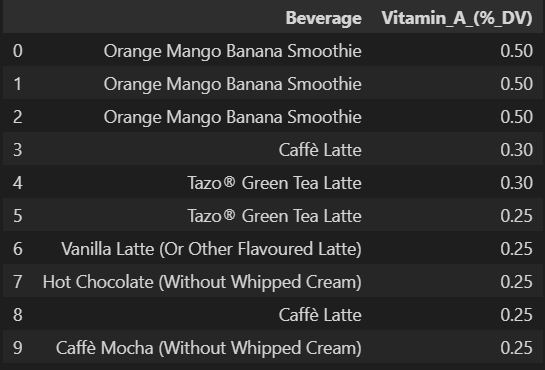 Beverage Vitamin_A_(%_DV)
0 Orange Mango Banana Smoothie 0.50
1 Orange Mango Banana Smoothie 0.50
2 Orange Mango Banana Smoothie 0.50
3 Caffè Latte 0.30
4 Tazo® Green Tea Latte 0.30
5 Tazo® Green Tea Latte 0.25
6 Vanilla Latte (Or Other Flavoured Latte) 0.25
7 Hot Chocolate (Without Whipped Cream) 0.25
8 Caffè Latte 0.25
9 Caffè Mocha (Without Whipped Cream) 0.25